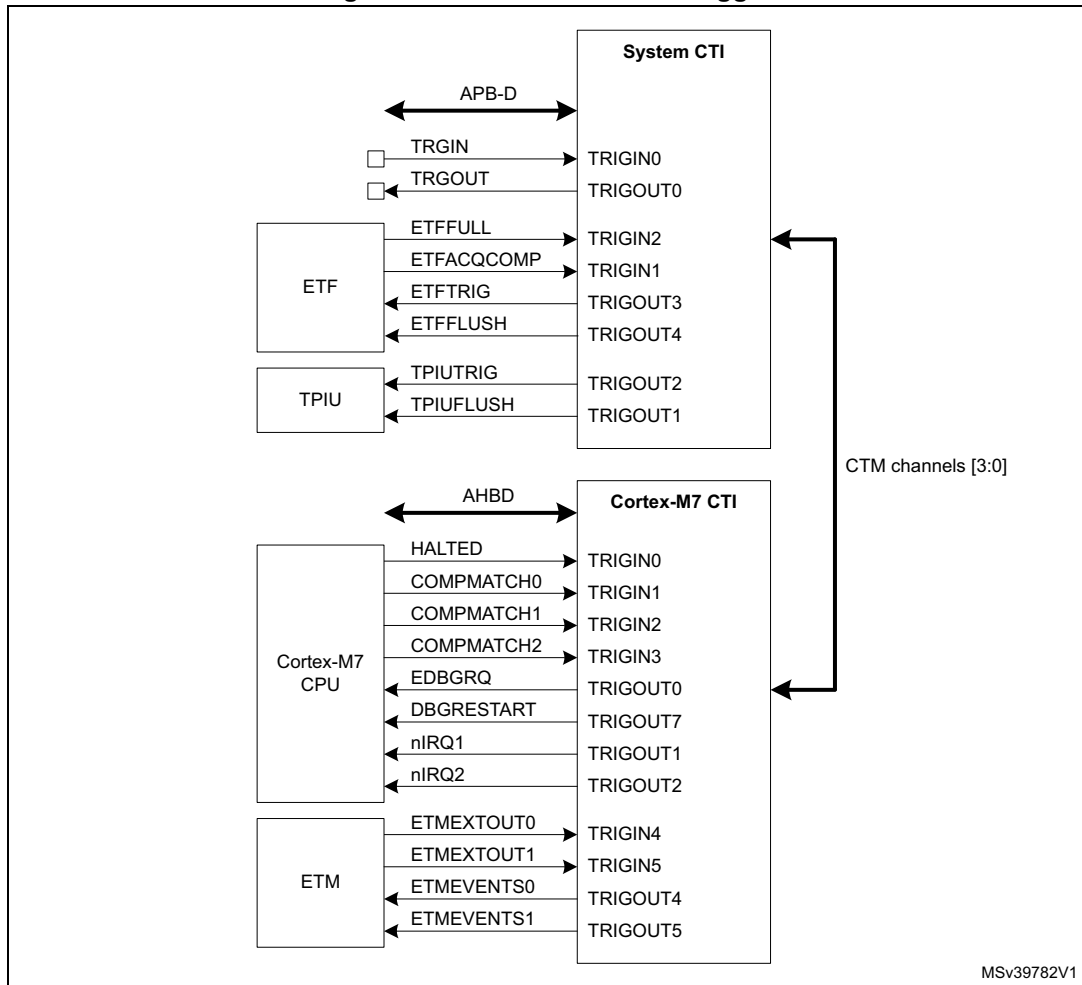 System CTI
APB-D
TRGIN TRIGIN0
TRGOUT TRIGOUT0
ETFFULL TRIGIN2
ETFACQCOMP TRIGIN1
ETF
ETFTRIG TRIGOUT3
ETFFLUSH TRIGOUT4
TPIUTRIG TRIGOUT2
TPIU
TPIUFLUSH TRIGOUT1
CTM channels [3:0]
AHBD
Cortex-M7 CTI
HALTED TRIGIN0
COMPMATCH0 TRIGIN1
COMPMATCH1 TRIGIN2
COMPMATCH2 TRIGIN3
Cortex-M7
CPU
EDBGRQ TRIGOUT0
DBGRESTART TRIGOUT7
nIRQ1 TRIGOUT1
nIRQ2 TRIGOUT2
ETMEXTOUT0 TRIGIN4
ETMEXTOUT1 TRIGIN5
ETM
ETMEVENTS0 TRIGOUT4
ETMEVENTS1 TRIGOUT5
MSv39782V1